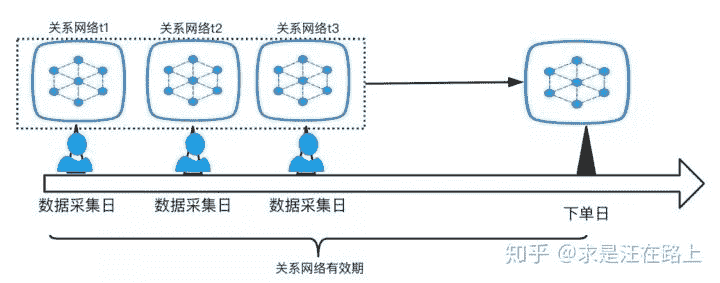 关系网络t1 关系网络t2 关系网络t3
数据采集日 数据采集日 数据采集日 下单日
关系网络有效期
知乎 @求是汪在路上